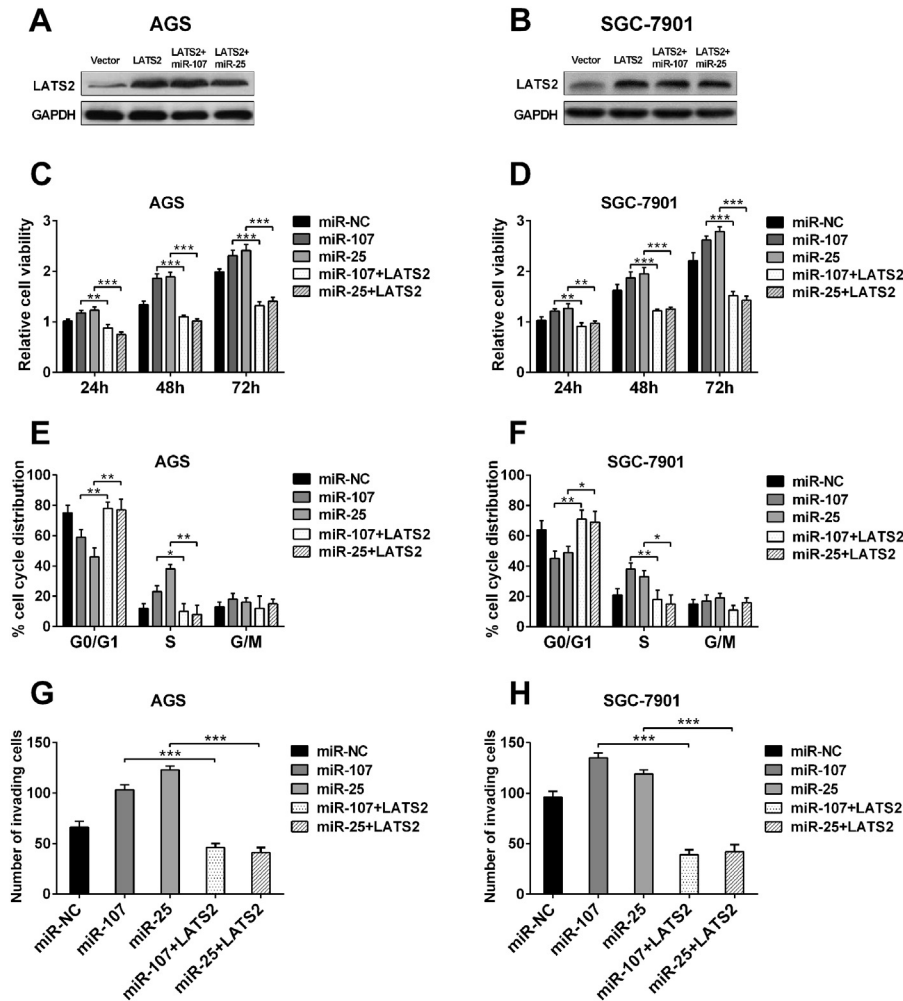 A
AGS
Vector LATS2 LATS2+ miR-107 LATS2+ miR-25
LATS2
GAPDH
B
SGC-7901
Vector LATS2 LATS2+ miR-107 LATS2+ miR-25
LATS2
GAPDH
C
AGS
Relative cell viability
3
2
1
0
*** *** ** *** *** ***
24h 48h 72h
miR-NC
miR-107
miR-25
miR-107+LATS2
miR-25+LATS2
D
SGC-7901
Relative cell viability
3
2
1
0
** ** *** *** *** ***
24h 48h 72h
miR-NC
miR-107
miR-25
miR-107+LATS2
miR-25+LATS2
E
AGS
% cell cycle distribution
100
80
60
40
20
0
** ** ** *
G0/G1 S G/M
miR-NC
miR-107
miR-25
miR-107+LATS2
miR-25+LATS2
F
SGC-7901
% cell cycle distribution
100
80
60
40
20
0
* ** * **
G0/G1 S G/M
miR-NC
miR-107
miR-25
miR-107+LATS2
miR-25+LATS2
G
AGS
Number of invading cells
150
100
50
0
*** ***
miR-NC miR-107 miR-25 miR-107+LATS2 miR-25+LATS2
miR-NC
miR-107
miR-25
miR-107+LATS2
miR-25+LATS2
H
SGC-7901
Number of invading cells
150
100
50
0
*** ***
miR-NC miR-107 miR-25 miR-107+LATS2 miR-25+LATS2
miR-NC
miR-107
miR-25
miR-107+LATS2
miR-25+LATS2